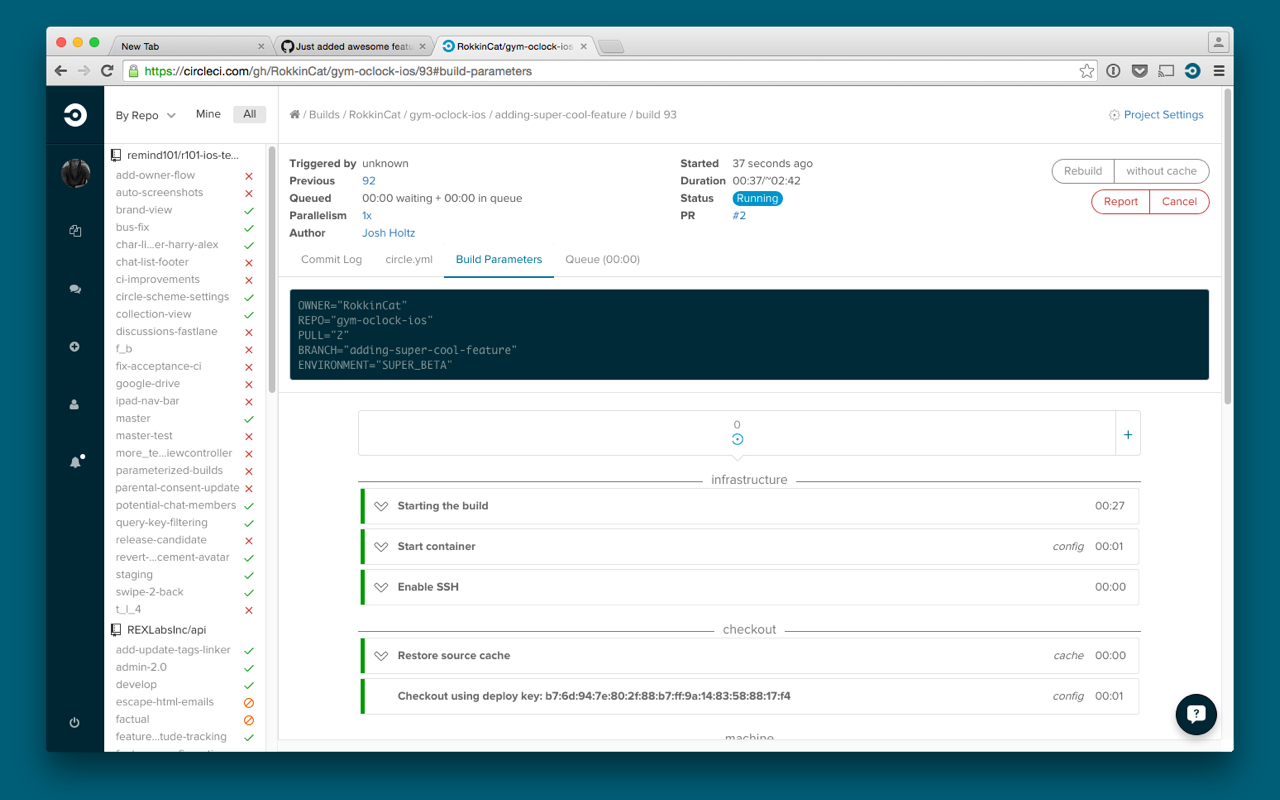 New Tab
Just added awesome featu
RokkinCat/gym-oclock-ios
https://circleci.com/gh/RokkinCat/gym-oclock-ios/93#build-parameters
By Repo
Mine
All
remind101/r101-ios-te...
add-owner-flow
auto-screenshots
brand-view
bus-fix
char-li...er-harry-alex
chat-list-footer
ci-improvements
circle-scheme-settings
collection-view
discussions-fastlane
f_b
fix-acceptance-ci
google-drive
ipad-nav-bar
master
master-test
more_te...iewcontroller
parameterized-builds
parental-consent-update
potential-chat-members
query-key-filtering
release-candidate
revert-...cement-avatar
staging
swipe-2-back
t_l_4
REXLabsInc/api
add-update-tags-linker
admin-2.0
develop
escape-html-emails
factual
feature...tude-tracking
/ Builds / RokkinCat / gym-oclock-ios / adding-super-cool-feature / build 93
Project Settings
Triggered by unknown
Previous 92
Queued 00:00 waiting + 00:00 in queue
Parallelism 1x
Author Josh Holtz
Started 37 seconds ago
Duration 00:37/~02:42
Status Running
PR #2
Rebuild without cache
Report Cancel
Commit Log circle.yml Build Parameters Queue (00:00)
OWNER="RokkinCat"
REPO="gym-oclock-ios"
PULL="2"
BRANCH="adding-super-cool-feature"
ENVIRONMENT="SUPER_BETA"
0
+
infrastructure
Starting the build 00:27
Start container config 00:01
Enable SSH 00:00
checkout
Restore source cache cache 00:00
Checkout using deploy key: b7:6d:94:7e:80:2f:88:b7:ff:9a:14:83:58:88:17:f4 config 00:01
machine